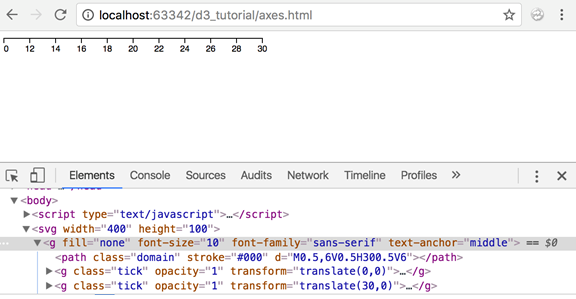 localhost:63342/d3_tutorial/axes.html
0 12 14 16 18 20 22 24 26 28 30
Elements Console Sources Audits Network Timeline Profiles »
▼<body>
▶<script type="text/javascript">…</script>
▼<svg width="400" height="100">
… ▼<g fill="none" font-size="10" font-family="sans-serif" text-anchor="middle"> == $0
<path class="domain" stroke="#000" d="M0.5,6V0.5H300.5V6"></path>
▶<g class="tick" opacity="1" transform="translate(0,0)">…</g>
▶<g class="tick" opacity="1" transform="translate(30,0)">…</g>